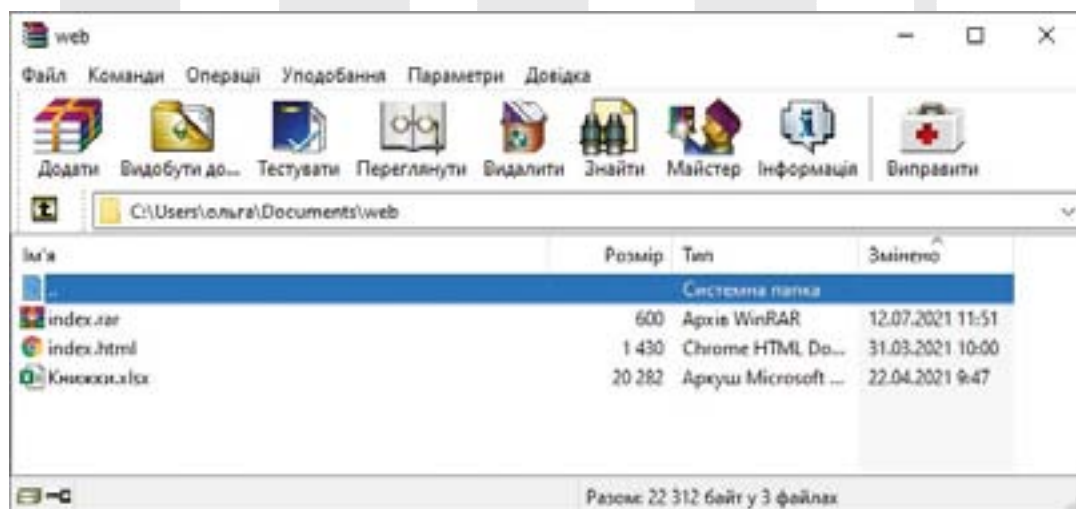 web
Файл Команди Операції Уподобання Параметри Довідка
Додати Видобути до... Тестувати Переглянути Видалити Знайти Майстер Інформація Виправити
C:\Users\ольга\Documents\web
Ім'я Розмір Тип Змінено
.. Системна папка
index.rar 600 Архів WinRAR 12.07.2021 11:51
index.html 1 430 Chrome HTML Do... 31.03.2021 10:00
Книжки.xlsx 20 282 Аркуш Microsoft ... 22.04.2021 9:47
Разом: 22 312 байт у 3 файлах